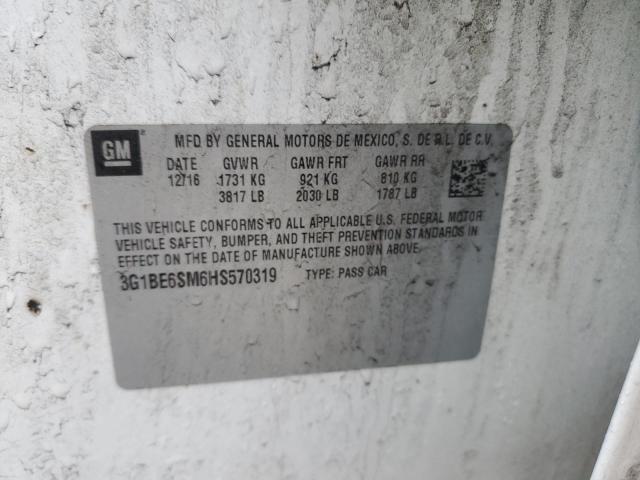 GM
MFD BY GENERAL MOTORS DE MEXICO, S. DE R.L. DE C.V.
DATE GVWR GAWR FRT GAWR RR
12/16 1731 KG 921 KG 810 KG
3817 LB 2030 LB 1787 LB
THIS VEHICLE CONFORMS TO ALL APPLICABLE U.S. FEDERAL MOTOR
VEHICLE SAFETY, BUMPER, AND THEFT PREVENTION STANDARDS IN
EFFECT ON THE DATE OF MANUFACTURE SHOWN ABOVE.
3G1BE6SM6HS570319 TYPE: PASS CAR